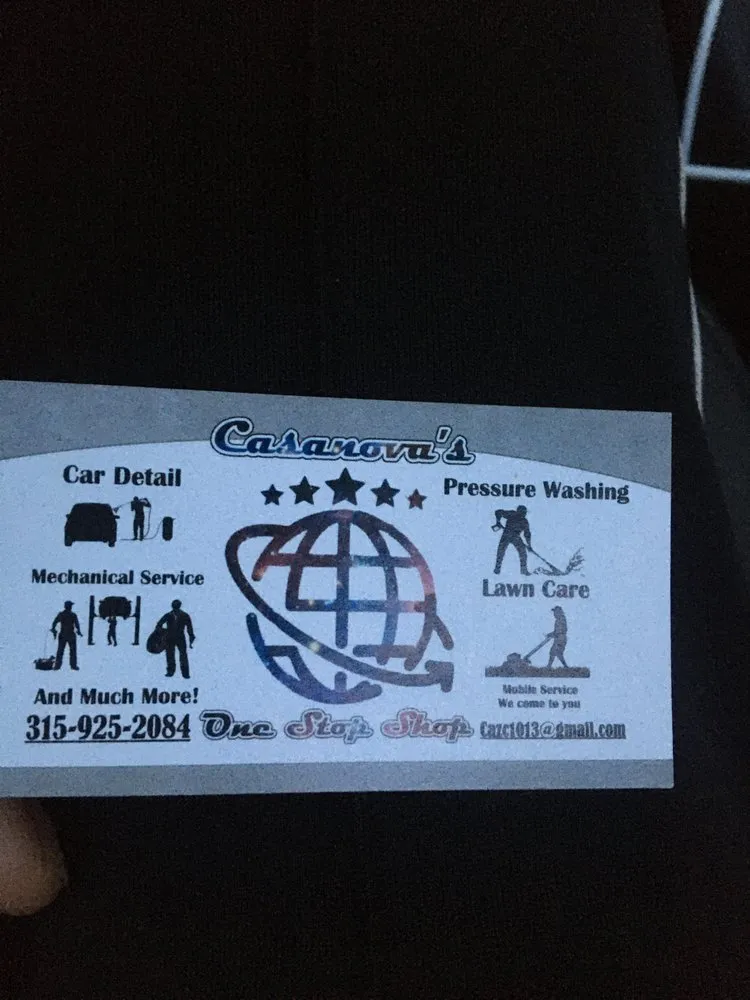 Casanova's
Car Detail
Pressure Washing
Mechanical Service
Lawn Care
And Much More!
Mobile Service
We come to you
315-925-2084
One Stop Shop
Cazc1013@gmail.com